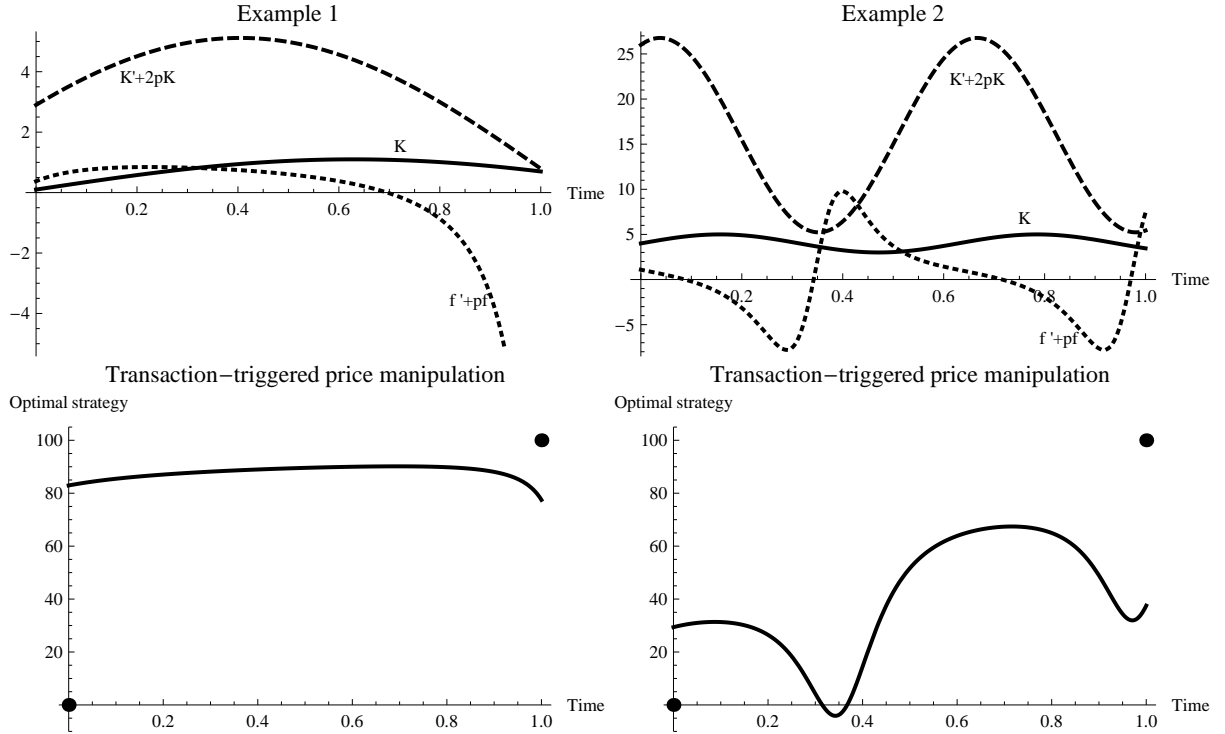 Example 1
4
2
−2
−4
K'+2pK
K
f '+pf
0.2
0.4
0.6
0.8
1.0
Time
Example 2
25
20
15
10
5
−5
K'+2pK
K
f '+pf
0.2
0.4
0.6
0.8
1.0
Time
Transaction−triggered price manipulation
Optimal strategy
100
80
60
40
20
0.2
0.4
0.6
0.8
1.0
Time
Transaction−triggered price manipulation
Optimal strategy
100
80
60
40
20
0.2
0.4
0.6
0.8
1.0
Time